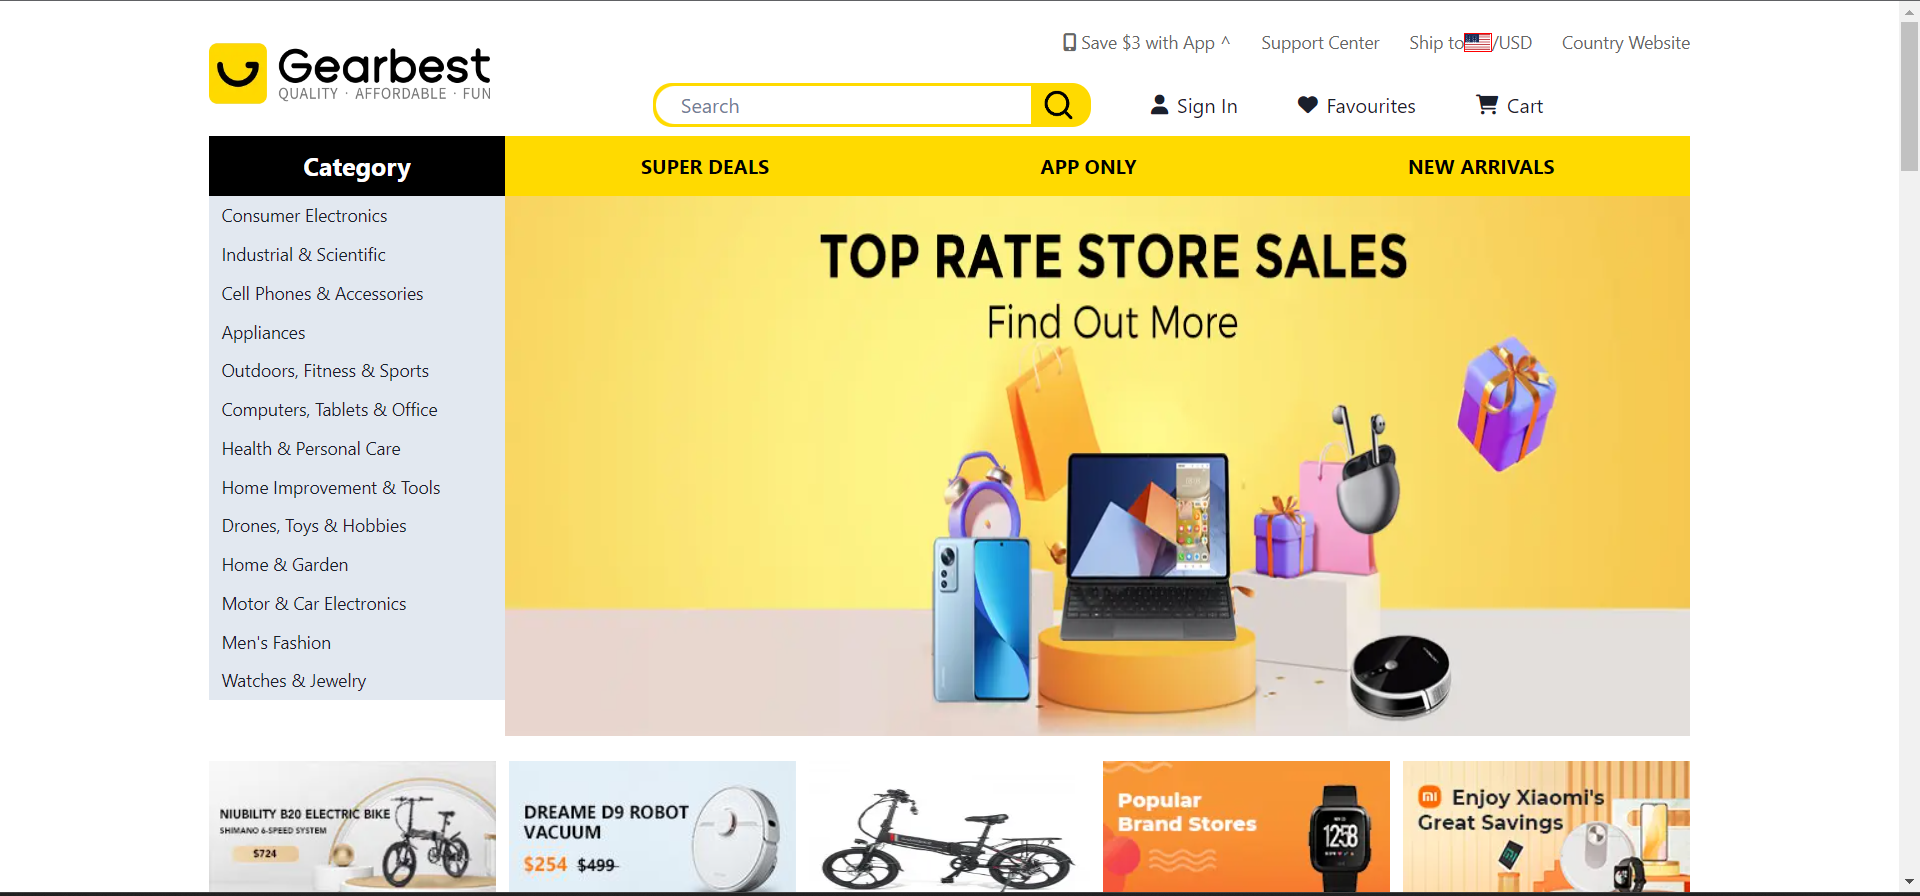 Gearbest
QUALITY · AFFORDABLE · FUN
Save $3 with App ^
Support Center
Ship to /USD
Country Website
Search
Sign In
Favourites
Cart
Category
SUPER DEALS
APP ONLY
NEW ARRIVALS
Consumer Electronics
Industrial & Scientific
Cell Phones & Accessories
Appliances
Outdoors, Fitness & Sports
Computers, Tablets & Office
Health & Personal Care
Home Improvement & Tools
Drones, Toys & Hobbies
Home & Garden
Motor & Car Electronics
Men's Fashion
Watches & Jewelry
TOP RATE STORE SALES
Find Out More
NIUBILITY B20 ELECTRIC BIKE
SHIMANO 6-SPEED SYSTEM
$724
DREAME D9 ROBOT
VACUUM
$254 $499
Popular
Brand Stores
12:58
mi Enjoy Xiaomi's
Great Savings